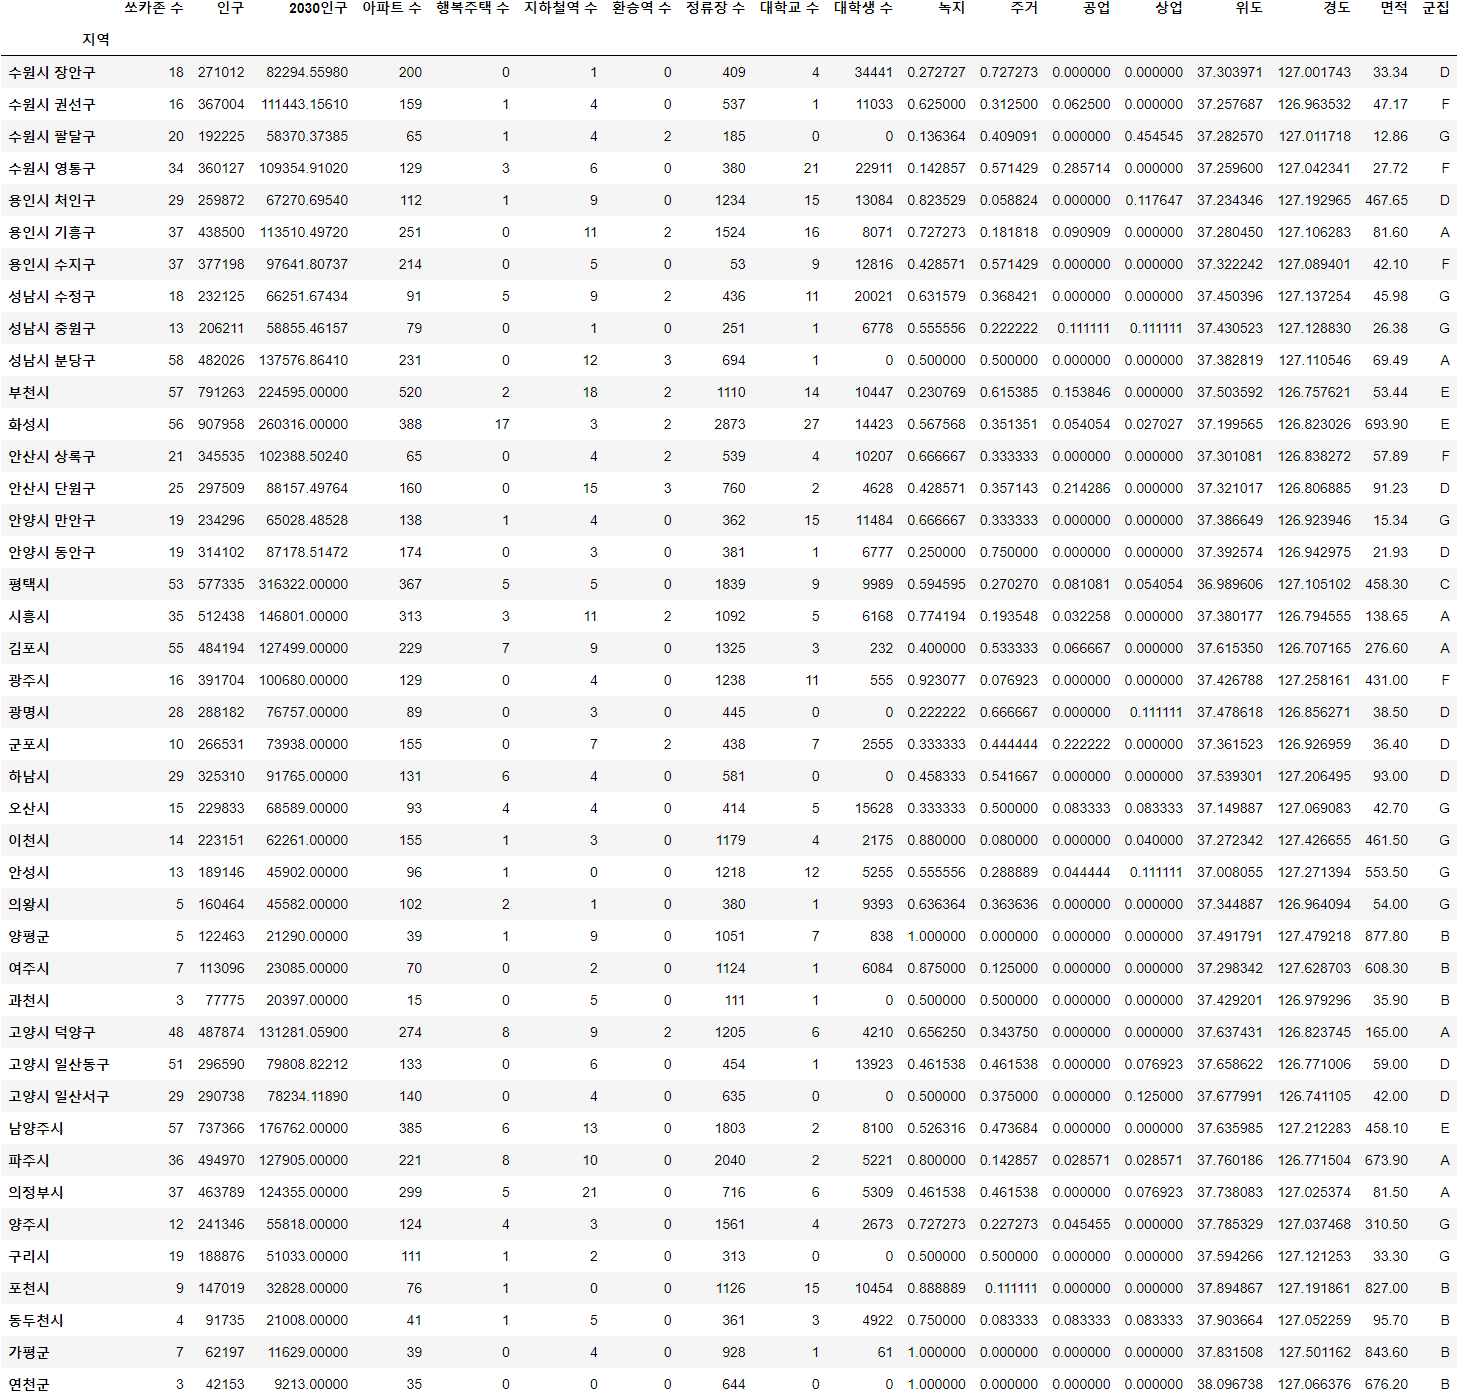 쏘카존 수 인구 2030인구 아파트 수 행복주택 수 지하철역 수 환승역 수 정류장 수 대학교 수 대학생 수 녹지 주거 공업 상업 위도 경도 면적 군집
지역
수원시 장안구 18 271012 82294.55980 200 0 1 0 409 4 34441 0.272727 0.727273 0.000000 0.000000 37.303971 127.001743 33.34 D
수원시 권선구 16 367004 111443.15610 159 1 4 0 537 1 11033 0.625000 0.312500 0.062500 0.000000 37.257687 126.963532 47.17 F
수원시 팔달구 20 192225 58370.37385 65 1 4 2 185 0 0 0.136364 0.409091 0.000000 0.454545 37.282570 127.011718 12.86 G
수원시 영통구 34 360127 109354.91020 129 3 6 0 380 21 22911 0.142857 0.571429 0.285714 0.000000 37.259600 127.042341 27.72 F
용인시 처인구 29 259872 67270.69540 112 1 9 0 1234 15 13084 0.823529 0.058824 0.000000 0.117647 37.234346 127.192965 467.65 D
용인시 기흥구 37 438500 113510.49720 251 0 11 2 1524 16 8071 0.727273 0.181818 0.090909 0.000000 37.280450 127.106283 81.60 A
용인시 수지구 37 377198 97641.80737 214 0 5 0 53 9 12816 0.428571 0.571429 0.000000 0.000000 37.322242 127.089401 42.10 F
성남시 수정구 18 232125 66251.67434 91 5 9 2 436 11 20021 0.631579 0.368421 0.000000 0.000000 37.450396 127.137254 45.98 G
성남시 중원구 13 206211 58855.46157 79 0 1 0 251 1 6778 0.555556 0.222222 0.111111 0.111111 37.430523 127.128830 26.38 G
성남시 분당구 58 482026 137576.86410 231 0 12 3 694 1 0 0.500000 0.500000 0.000000 0.000000 37.382819 127.110546 69.49 A
부천시 57 791263 224595.00000 520 2 18 2 1110 14 10447 0.230769 0.615385 0.153846 0.000000 37.503592 126.757621 53.44 E
화성시 56 907958 260316.00000 388 17 3 2 2873 27 14423 0.567568 0.351351 0.054054 0.027027 37.199565 126.823026 693.90 E
안산시 상록구 21 345535 102388.50240 65 0 4 2 539 4 10207 0.666667 0.333333 0.000000 0.000000 37.301081 126.838272 57.89 F
안산시 단원구 25 297509 88157.49764 160 0 15 3 760 2 4628 0.428571 0.357143 0.214286 0.000000 37.321017 126.806885 91.23 D
안양시 만안구 19 234296 65028.48528 138 1 4 0 362 15 11484 0.666667 0.333333 0.000000 0.000000 37.386649 126.923946 15.34 G
안양시 동안구 19 314102 87178.51472 174 0 3 0 381 1 6777 0.250000 0.750000 0.000000 0.000000 37.392574 126.942975 21.93 D
평택시 53 577335 316322.00000 367 5 5 0 1839 9 9989 0.594595 0.270270 0.081081 0.054054 36.989606 127.105102 458.30 C
시흥시 35 512438 146801.00000 313 3 11 2 1092 5 6168 0.774194 0.193548 0.032258 0.000000 37.380177 126.794555 138.65 A
김포시 55 484194 127499.00000 229 7 9 0 1325 3 232 0.400000 0.533333 0.066667 0.000000 37.615350 126.707165 276.60 A
광주시 16 391704 100680.00000 129 0 4 0 1238 11 555 0.923077 0.076923 0.000000 0.000000 37.426788 127.258161 431.00 F
광명시 28 288182 76757.00000 89 0 3 0 445 0 0 0.222222 0.666667 0.000000 0.111111 37.478618 126.856271 38.50 D
군포시 10 266531 73938.00000 155 0 7 2 438 7 2555 0.333333 0.444444 0.222222 0.000000 37.361523 126.926959 36.40 D
하남시 29 325310 91765.00000 131 6 4 0 581 0 0 0.458333 0.541667 0.000000 0.000000 37.539301 127.206495 93.00 D
오산시 15 229833 68589.00000 93 4 4 0 414 5 15628 0.333333 0.500000 0.083333 0.083333 37.149887 127.069083 42.70 G
이천시 14 223151 62261.00000 155 1 3 0 1179 4 2175 0.880000 0.080000 0.000000 0.040000 37.272342 127.426655 461.50 G
안성시 13 189146 45902.00000 96 1 0 0 1218 12 5255 0.555556 0.288889 0.044444 0.111111 37.008055 127.271394 553.50 G
의왕시 5 160464 45582.00000 102 2 1 0 380 1 9393 0.636364 0.363636 0.000000 0.000000 37.344887 126.964094 54.00 G
양평군 5 122463 21290.00000 39 1 9 0 1051 7 838 1.000000 0.000000 0.000000 0.000000 37.491791 127.479218 877.80 B
여주시 7 113096 23085.00000 70 0 2 0 1124 1 6084 0.875000 0.125000 0.000000 0.000000 37.298342 127.628703 608.30 B
과천시 3 77775 20397.00000 15 0 5 0 111 1 0 0.500000 0.500000 0.000000 0.000000 37.429201 126.979296 35.90 B
고양시 덕양구 48 487874 131281.05900 274 8 9 2 1205 6 4210 0.656250 0.343750 0.000000 0.000000 37.637431 126.823745 165.00 A
고양시 일산동구 51 296590 79808.82212 133 0 6 0 454 1 13923 0.461538 0.461538 0.000000 0.076923 37.658622 126.771006 59.00 D
고양시 일산서구 29 290738 78234.11890 140 0 4 0 635 0 0 0.500000 0.375000 0.000000 0.125000 37.677991 126.741105 42.00 D
남양주시 57 737366 176762.00000 385 6 13 0 1803 2 8100 0.526316 0.473684 0.000000 0.000000 37.635985 127.212283 458.10 E
파주시 36 494970 127905.00000 221 8 10 0 2040 2 5221 0.800000 0.142857 0.028571 0.028571 37.760186 126.771504 673.90 A
의정부시 37 463789 124355.00000 299 5 21 0 716 6 5309 0.461538 0.461538 0.000000 0.076923 37.738083 127.025374 81.50 A
양주시 12 241346 55818.00000 124 4 3 0 1561 4 2673 0.727273 0.227273 0.045455 0.000000 37.785329 127.037468 310.50 G
구리시 19 188876 51033.00000 111 1 2 0 313 0 0 0.500000 0.500000 0.000000 0.000000 37.594266 127.121253 33.30 G
포천시 9 147019 32828.00000 76 1 0 0 1126 15 10454 0.888889 0.111111 0.000000 0.000000 37.894867 127.191861 827.00 B
동두천시 4 91735 21008.00000 41 1 5 0 361 3 4922 0.750000 0.083333 0.083333 0.083333 37.903664 127.052259 95.70 B
가평군 7 62197 11629.00000 39 0 4 0 928 1 61 1.000000 0.000000 0.000000 0.000000 37.831508 127.501162 843.60 B
연천군 3 42153 9213.00000 35 0 0 0 644 0 0 1.000000 0.000000 0.000000 0.000000 38.096738 127.066376 676.20 B